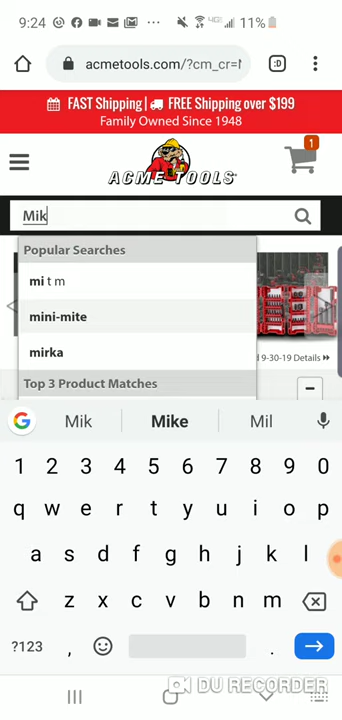 9:24 11%
acmetools.com/?cm_cr=
:D
FAST Shipping | FREE Shipping over $199
Family Owned Since 1948
1
ACME TOOLS
Mik
Popular Searches
mi t m
mini-mite
mirka
9-30-19 Details
Top 3 Product Matches
G Mik Mike Mil
1 2 3 4 5 6 7 8 9 0
q w e r t y u i o p
a s d f g h j k l
z x c v b n m
?123 , .
DU RECORDER